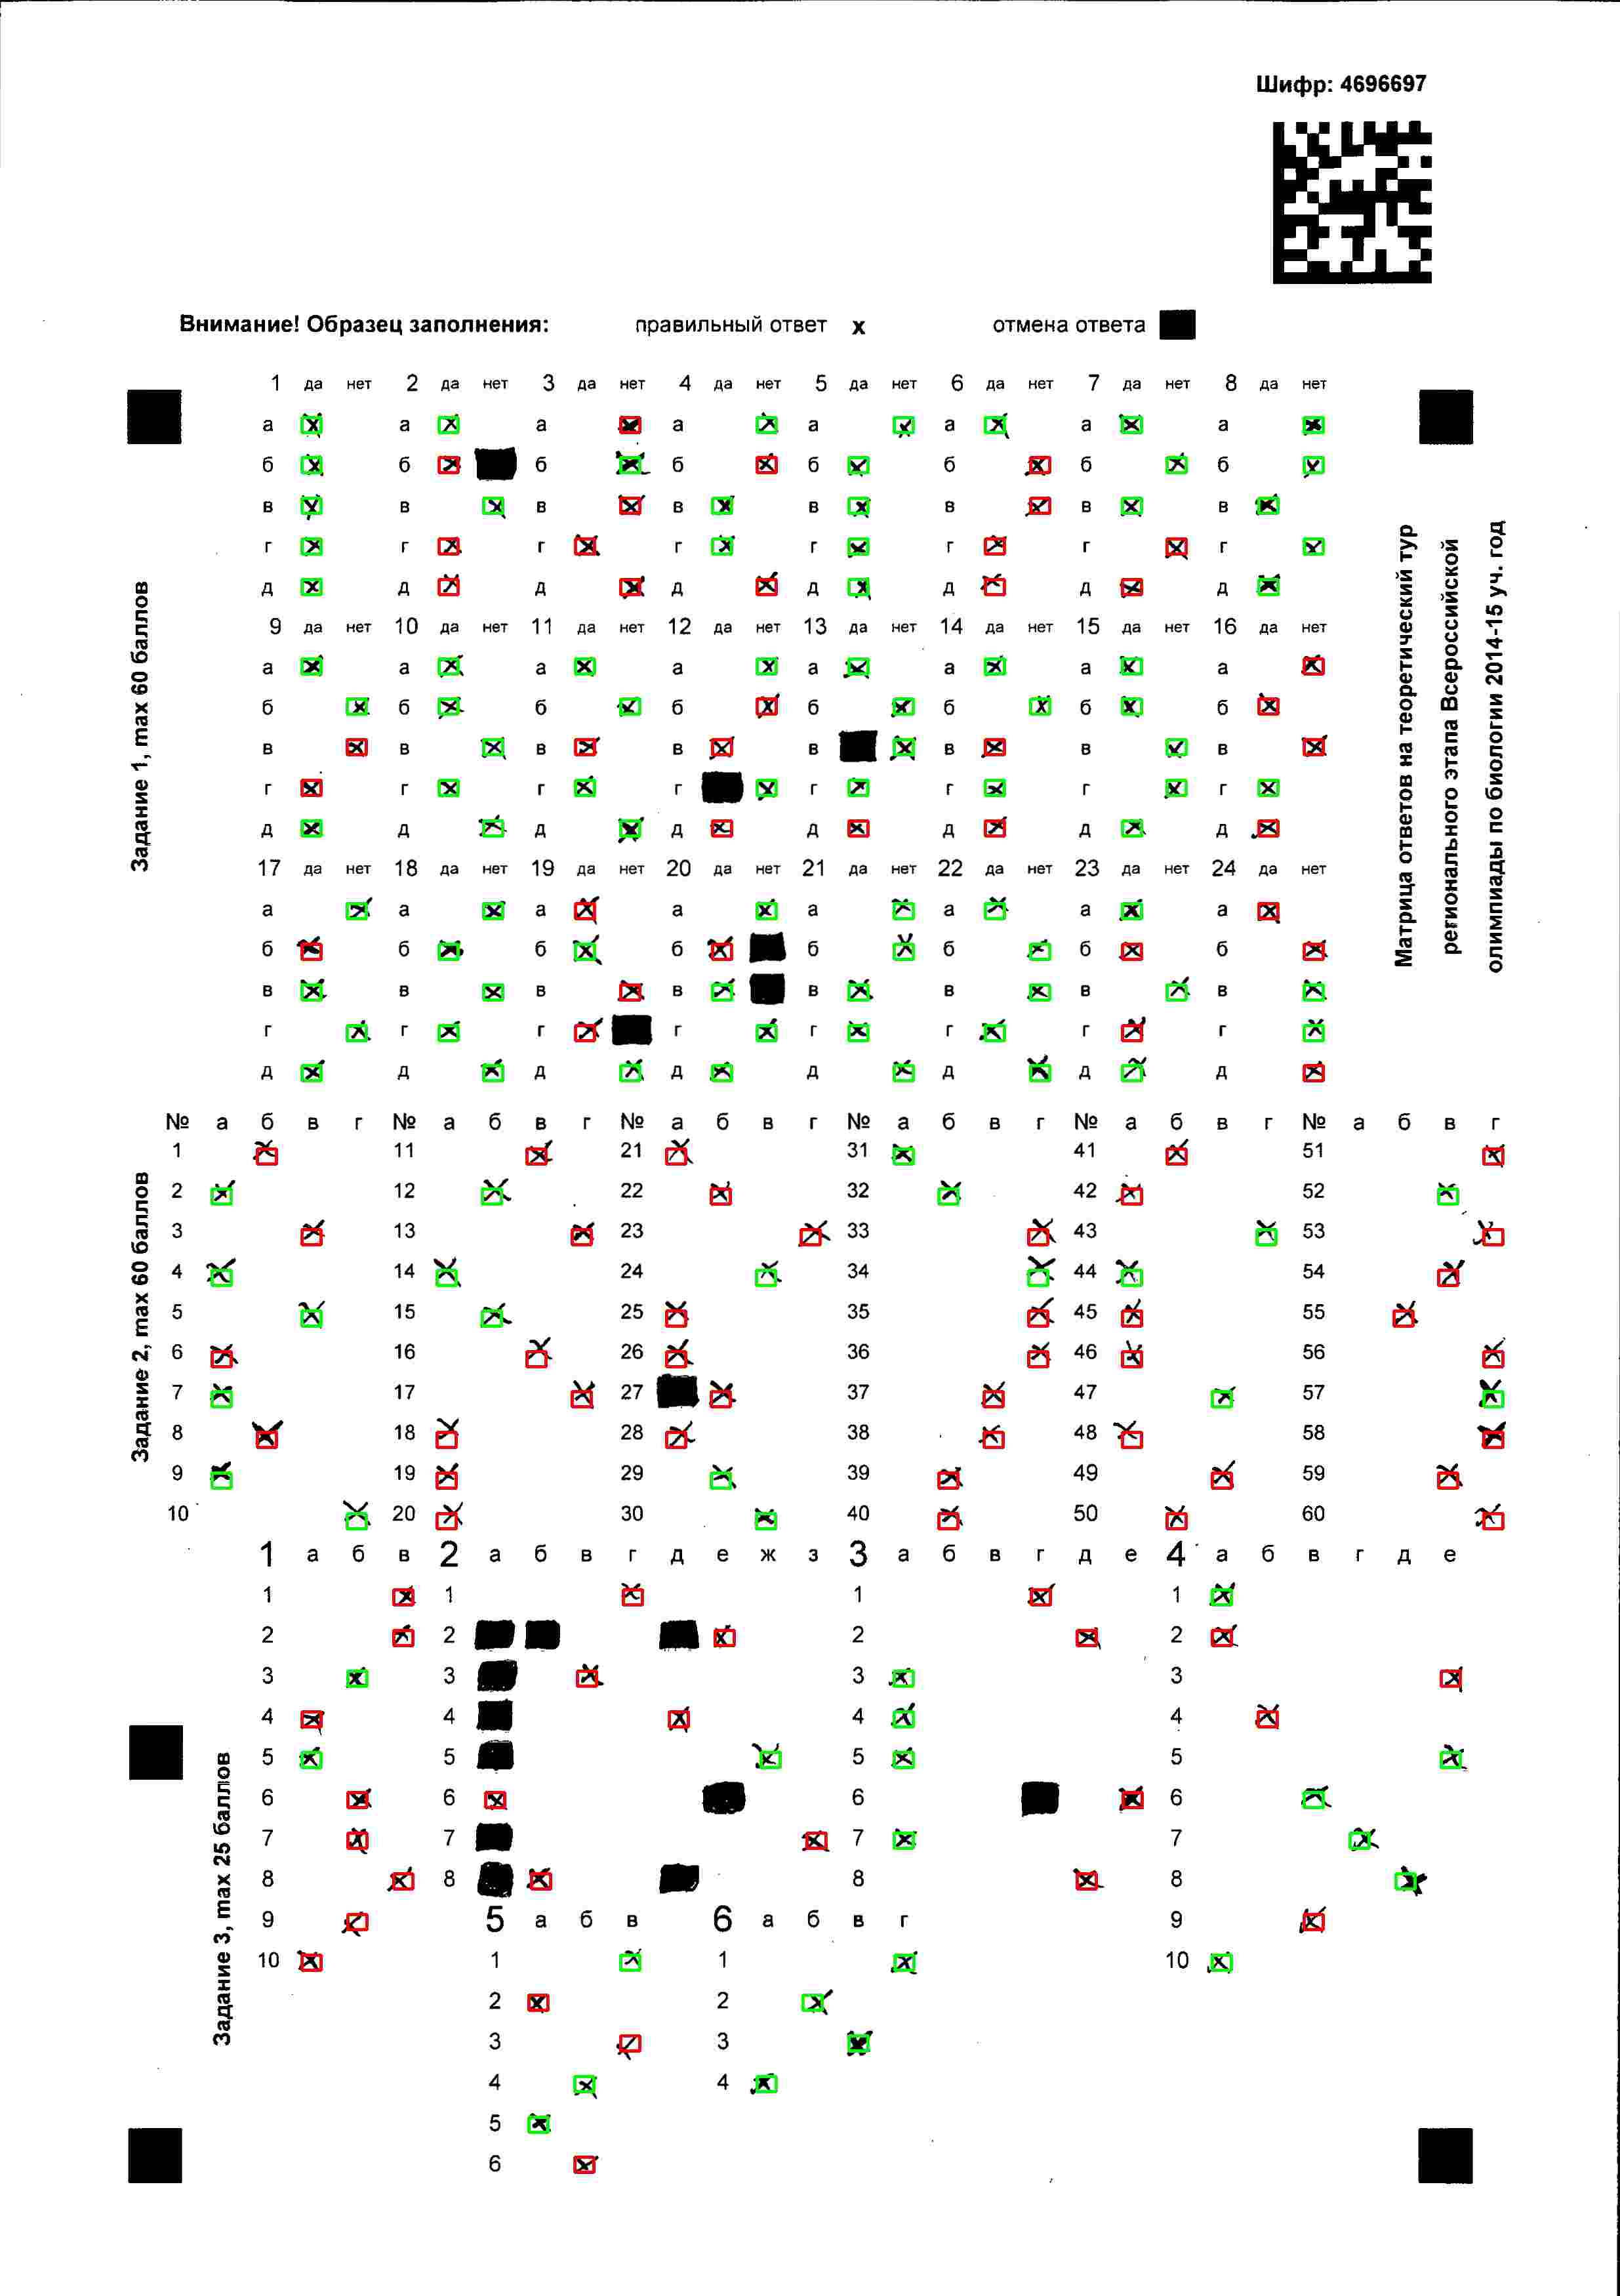 Шифр: 4696697
Внимание! Образец заполнения: правильный ответ x отмена ответа
1 да нет 2 да нет 3 да нет 4 да нет 5 да нет 6 да нет 7 да нет 8 да нет
а а а а а а а а
б б б б б б б б
в в в в в в в в
г г г г г г г г
д д д д д д д д
9 да нет 10 да нет 11 да нет 12 да нет 13 да нет 14 да нет 15 да нет 16 да нет
а а а а а а а а
б б б б б б б б
в в в в в в в в
г г г г г г г г
д д д д д д д д
17 да нет 18 да нет 19 да нет 20 да нет 21 да нет 22 да нет 23 да нет 24 да нет
а а а а а а а а
б б б б б б б б
в в в в в в в в
г г г г г г г г
д д д д д д д д
Задание 1, max 60 баллов
Матрица ответов на теоретический тур
регионального этапа Всероссийской
олимпиады по биологии 2014-15 уч. год
№ а б в г № а б в г № а б в г № а б в г № а б в г № а б в г
1 11 21 31 41 51
2 12 22 32 42 52
3 13 23 33 43 53
4 14 24 34 44 54
5 15 25 35 45 55
6 16 26 36 46 56
7 17 27 37 47 57
8 18 28 38 48 58
9 19 29 39 49 59
10 20 30 40 50 60
Задание 2, max 60 баллов
1 а б в 2 а б в г д е ж з 3 а б в г д е 4 а б в г д е
1 1 1 1
2 2 2 2
3 3 3 3
4 4 4 4
5 5 5 5
6 6 6 6
7 7 7 7
8 8 8 8
9 5 а б в 6 а б в г 9
10 1 1 10
2 2
3 3
4 4
5
6
Задание 3, max 25 баллов